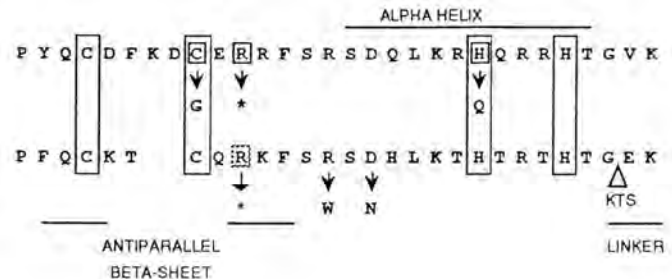 ALPHA HELIX
P Y Q C D F K D C E R R F S R S D Q L K R H Q R R H T G V K
G * Q
P F Q C K T C Q R K F S R S D H L K T H T R T H T G E K
* W N KTS
ANTIPARALLEL LINKER
BETA-SHEET